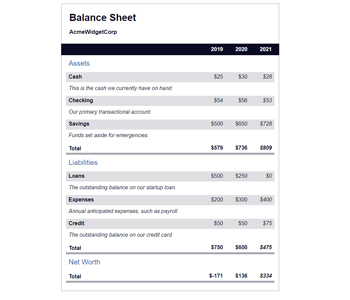 Balance Sheet
AcmeWidgetCorp
2019 2020 2021
Assets
Cash $25 $30 $28
This is the cash we currently have on hand.
Checking $54 $56 $53
Our primary transactional account.
Savings $500 $650 $728
Funds set aside for emergencies.
Total $579 $736 $809
Liabilities
Loans $500 $250 $0
The outstanding balance on our startup loan.
Expenses $200 $300 $400
Annual anticipated expenses, such as payroll.
Credit $50 $50 $75
The outstanding balance on our credit card.
Total $750 $600 $475
Net Worth
Total $-171 $136 $334